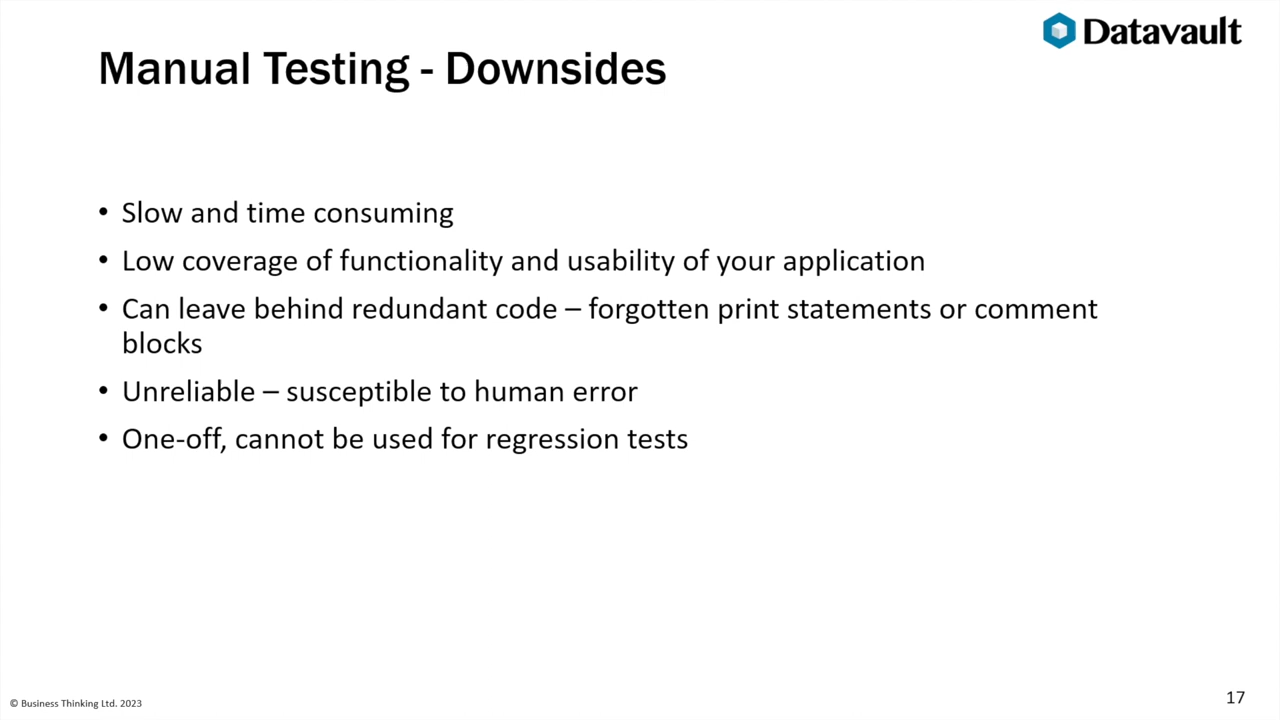 Datavault
Manual Testing - Downsides
• Slow and time consuming
• Low coverage of functionality and usability of your application
• Can leave behind redundant code – forgotten print statements or comment
blocks
• Unreliable – susceptible to human error
• One-off, cannot be used for regression tests
© Business Thinking Ltd. 2023
17